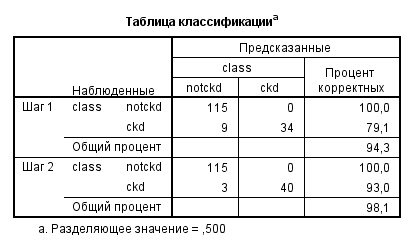 Таблица классификацииª
Предсказанные
class
Процент
Наблюденные notckd ckd корректных
Шаг 1 class notckd 115 0 100,0
ckd 9 34 79,1
Общий процент 94,3
Шаг 2 class notckd 115 0 100,0
ckd 3 40 93,0
Общий процент 98,1
a. Разделяющее значение = ,500